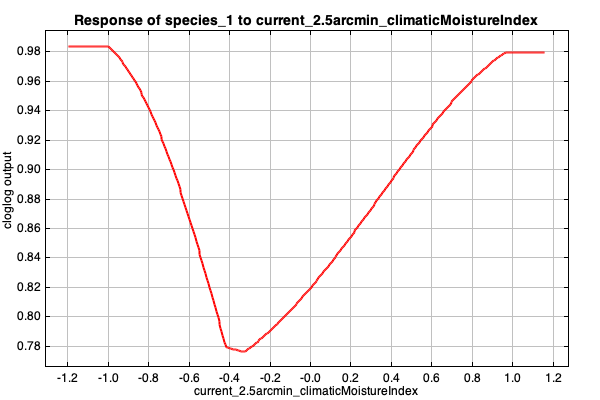 Response of species_1 to current_2.5arcmin_climaticMoistureIndex
cloglog output
0.98
0.96
0.94
0.92
0.90
0.88
0.86
0.84
0.82
0.80
0.78
-1.2 -1.0 -0.8 -0.6 -0.4 -0.2 -0.0 0.2 0.4 0.6 0.8 1.0 1.2
current_2.5arcmin_climaticMoistureIndex